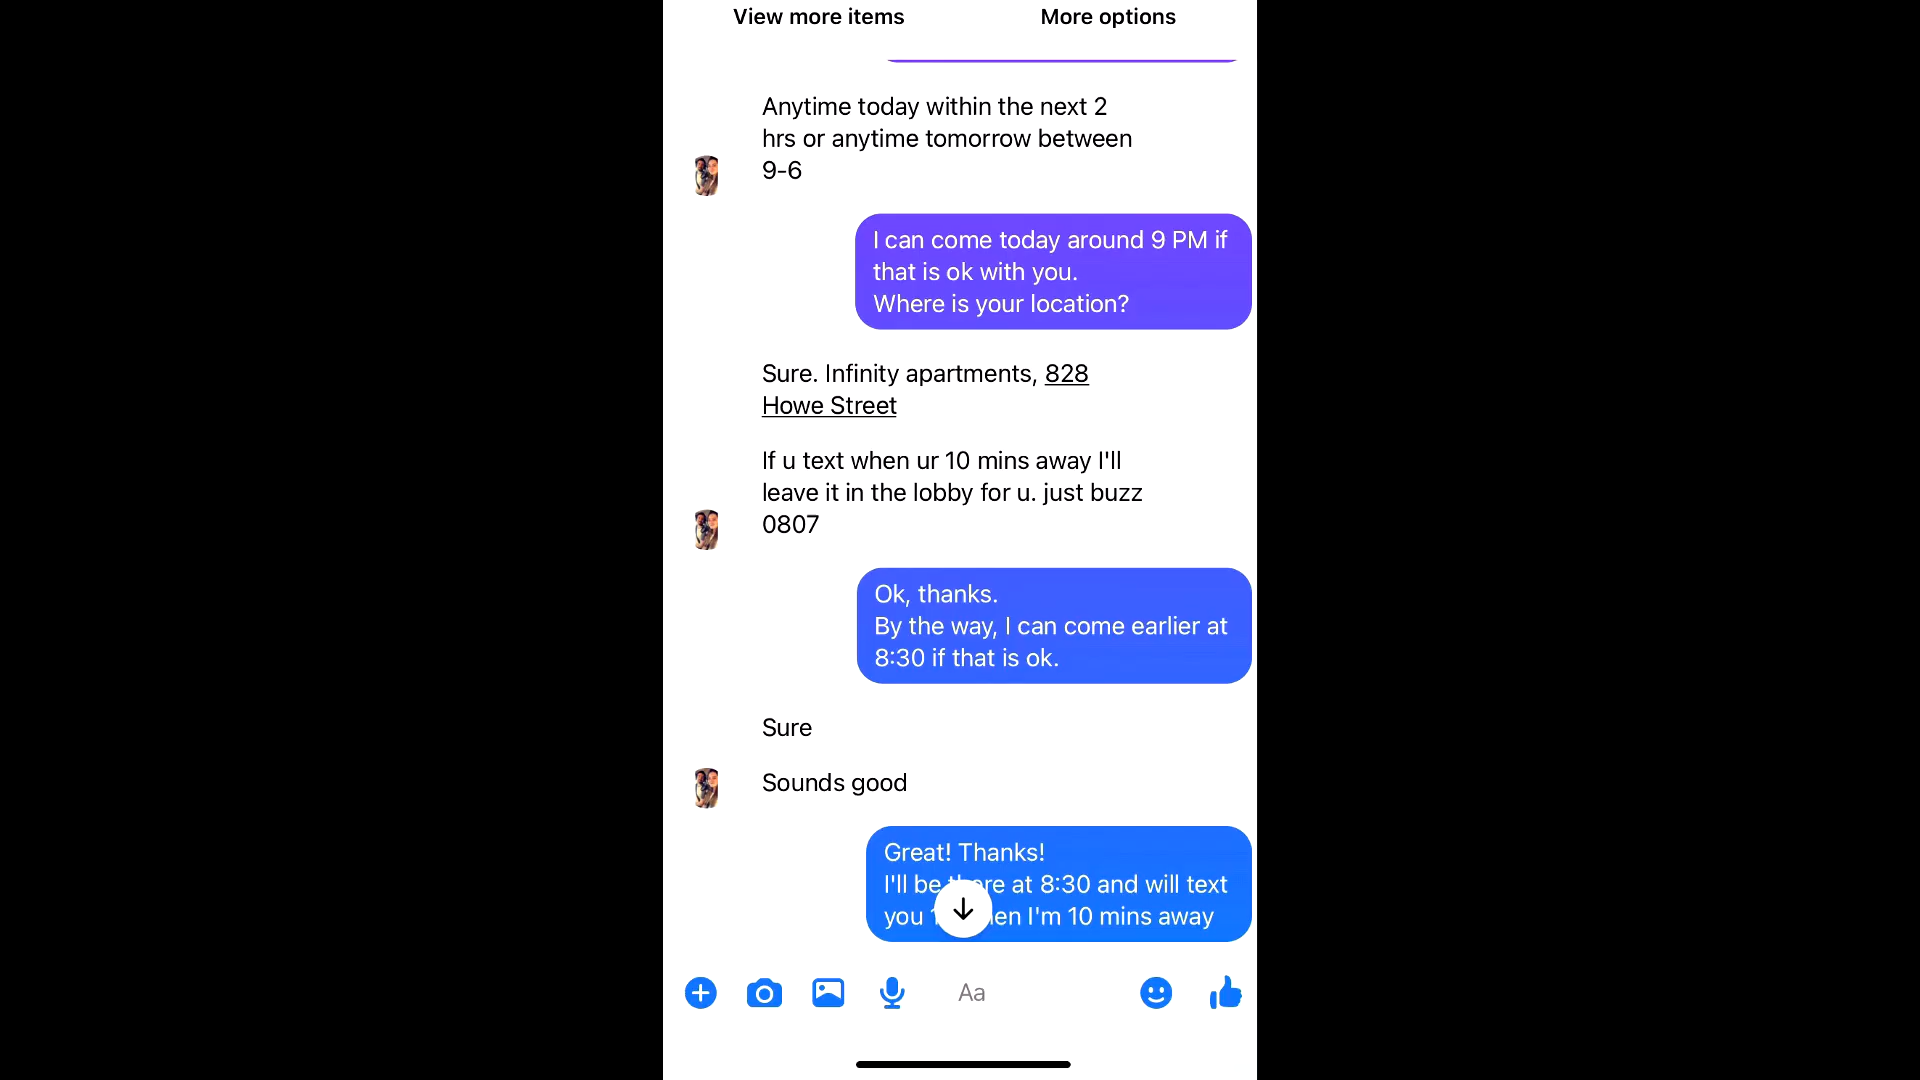 View more items More options
Anytime today within the next 2
hrs or anytime tomorrow between
9-6
I can come today around 9 PM if
that is ok with you.
Where is your location?
Sure. Infinity apartments, 828
Howe Street
If u text when ur 10 mins away I'll
leave it in the lobby for u. just buzz
0807
Ok, thanks.
By the way, I can come earlier at
8:30 if that is ok.
Sure
Sounds good
Great! Thanks!
I'll be there at 8:30 and will text
you I'm 10 mins away
Aa